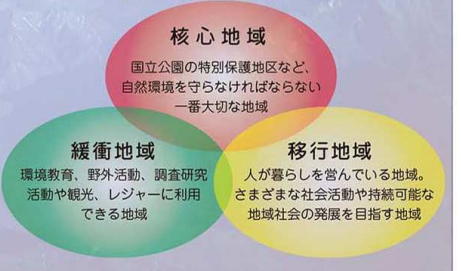 核心地域
国立公園の特別保護地区など、
自然環境を守らなければならない
一番大切な地域
緩衝地域
環境教育、野外活動、調査研究
活動や観光、レジャーに利用
できる地域
移行地域
人が暮らしを営んでいる地域。
さまざまな社会活動や持続可能な
地域社会の発展を目指す地域